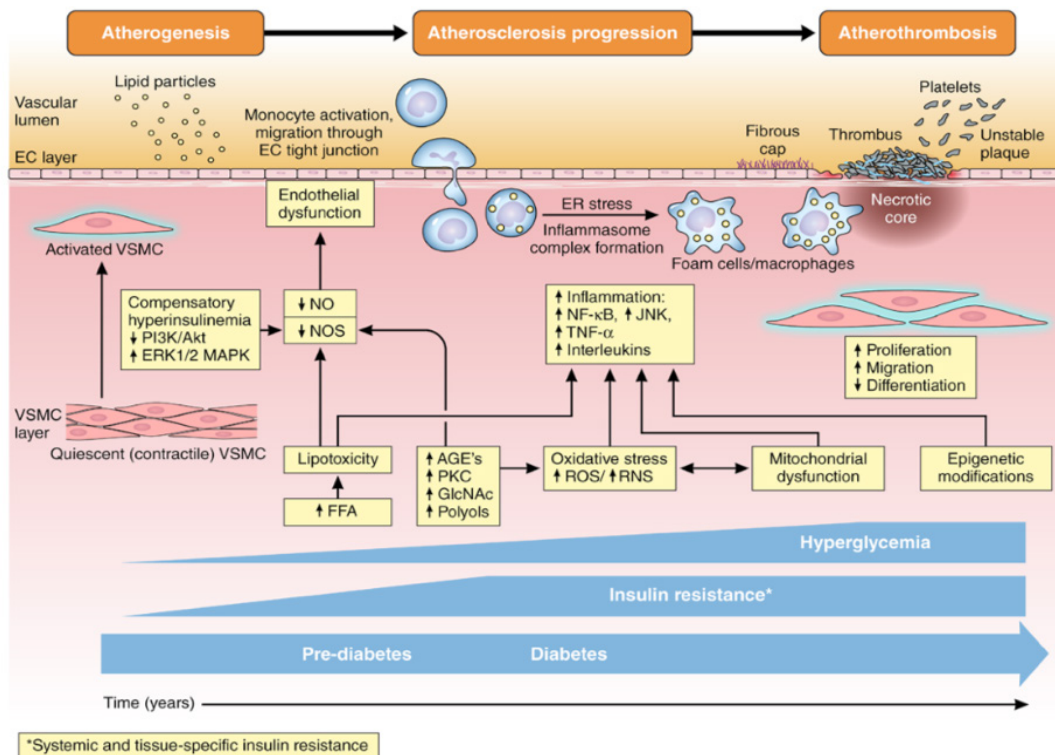 Atherogenesis
Atherosclerosis progression
Atherothrombosis
Lipid particles
Vascular
lumen
EC layer
Monocyte activation,
migration through
EC tight junction
Platelets
Fibrous
cap
Thrombus
Unstable
plaque
Endothelial
dysfunction
Activated VSMC
ER stress
Inflammasome
complex formation
Foam cells/macrophages
Necrotic
core
Compensatory
hyperinsulinemia
↓ PI3K/Akt
↑ ERK1/2 MAPK
↓ NO
↓ NOS
↑ Inflammation:
↑ NF-κB, ↑ JNK,
↑ TNF-α
↑ Interleukins
↑ Proliferation
↑ Migration
↓ Differentiation
VSMC
layer
Quiescent (contractile) VSMC
Lipotoxicity
↑ FFA
↑ AGE's
↑ PKC
↑ GlcNAc
↑ Polyols
Oxidative stress
↑ ROS/ ↑ RNS
Mitochondrial
dysfunction
Epigenetic
modifications
Hyperglycemia
Insulin resistance*
Pre-diabetes
Diabetes
Time (years)
*Systemic and tissue-specific insulin resistance